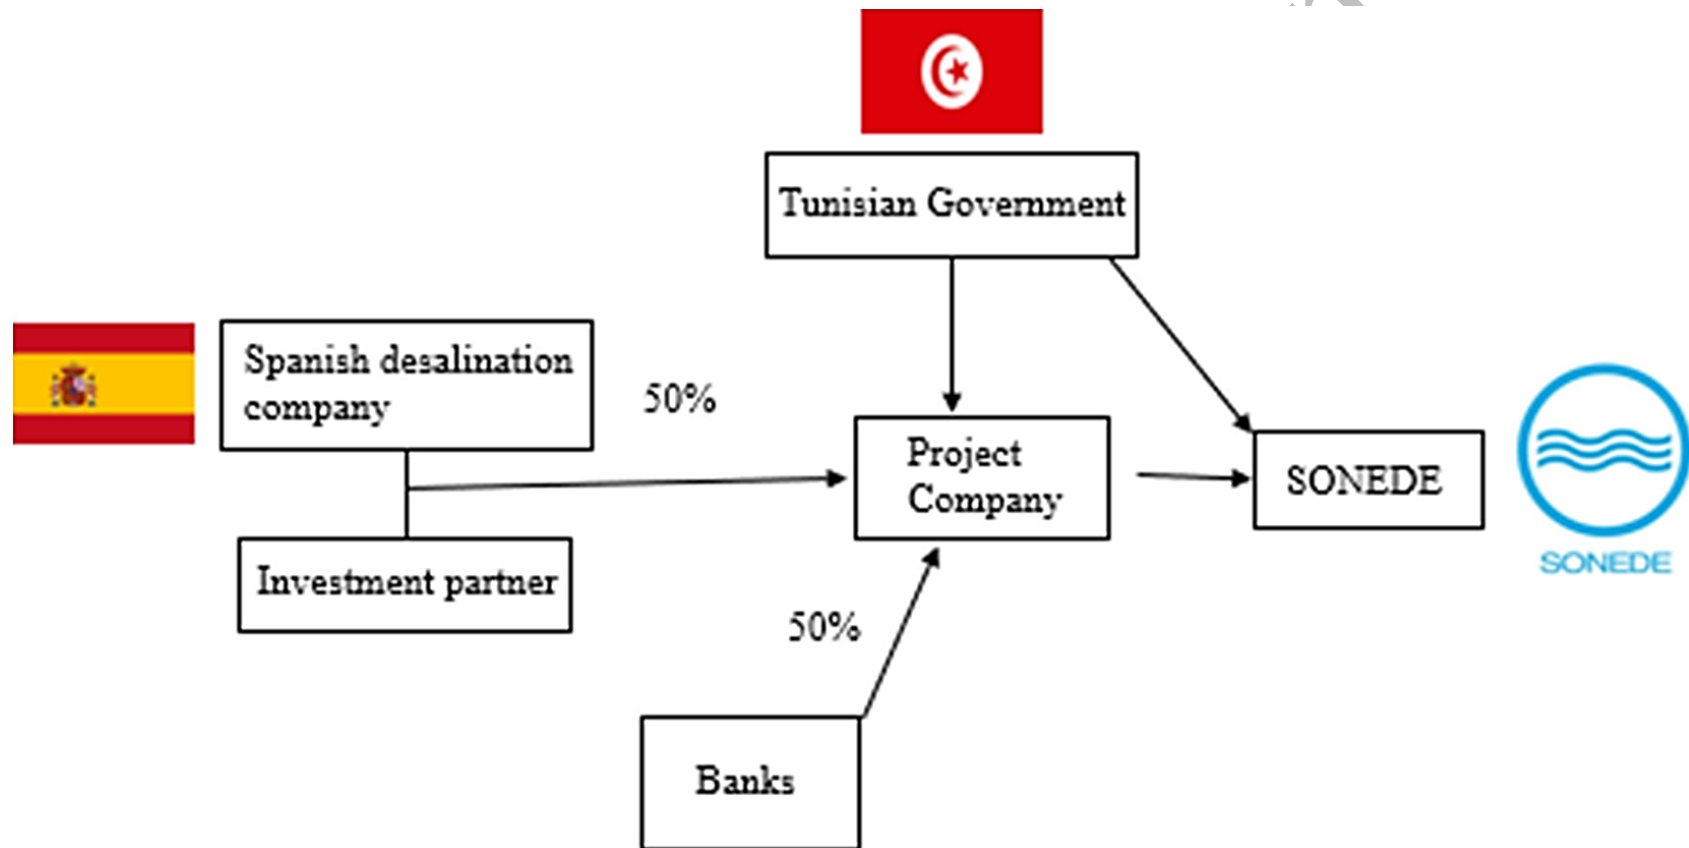 Tunisian Government
Spanish desalination
company
50%
Project
Company
SONEDE
Investment partner
SONEDE
50%
Banks